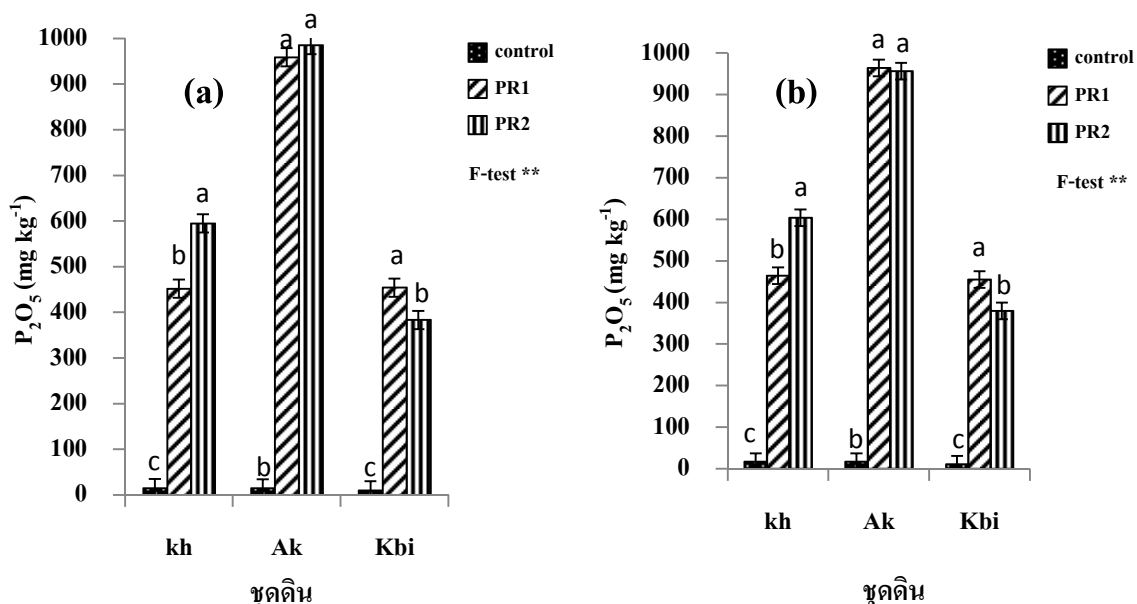 1000
900
800
700
600
500
400
300
200
100
0
P₂O₅ (mg kg⁻¹)
(a)
c
b
a
b
a
a
c
a
b
control
PR1
PR2
F-test **
kh
Ak
Kbi
ชุดดิน
1000
900
800
700
600
500
400
300
200
100
0
P₂O₅ (mg kg⁻¹)
(b)
c
b
a
b
a
a
c
a
b
control
PR1
PR2
F-test **
kh
Ak
Kbi
ชุดดิน